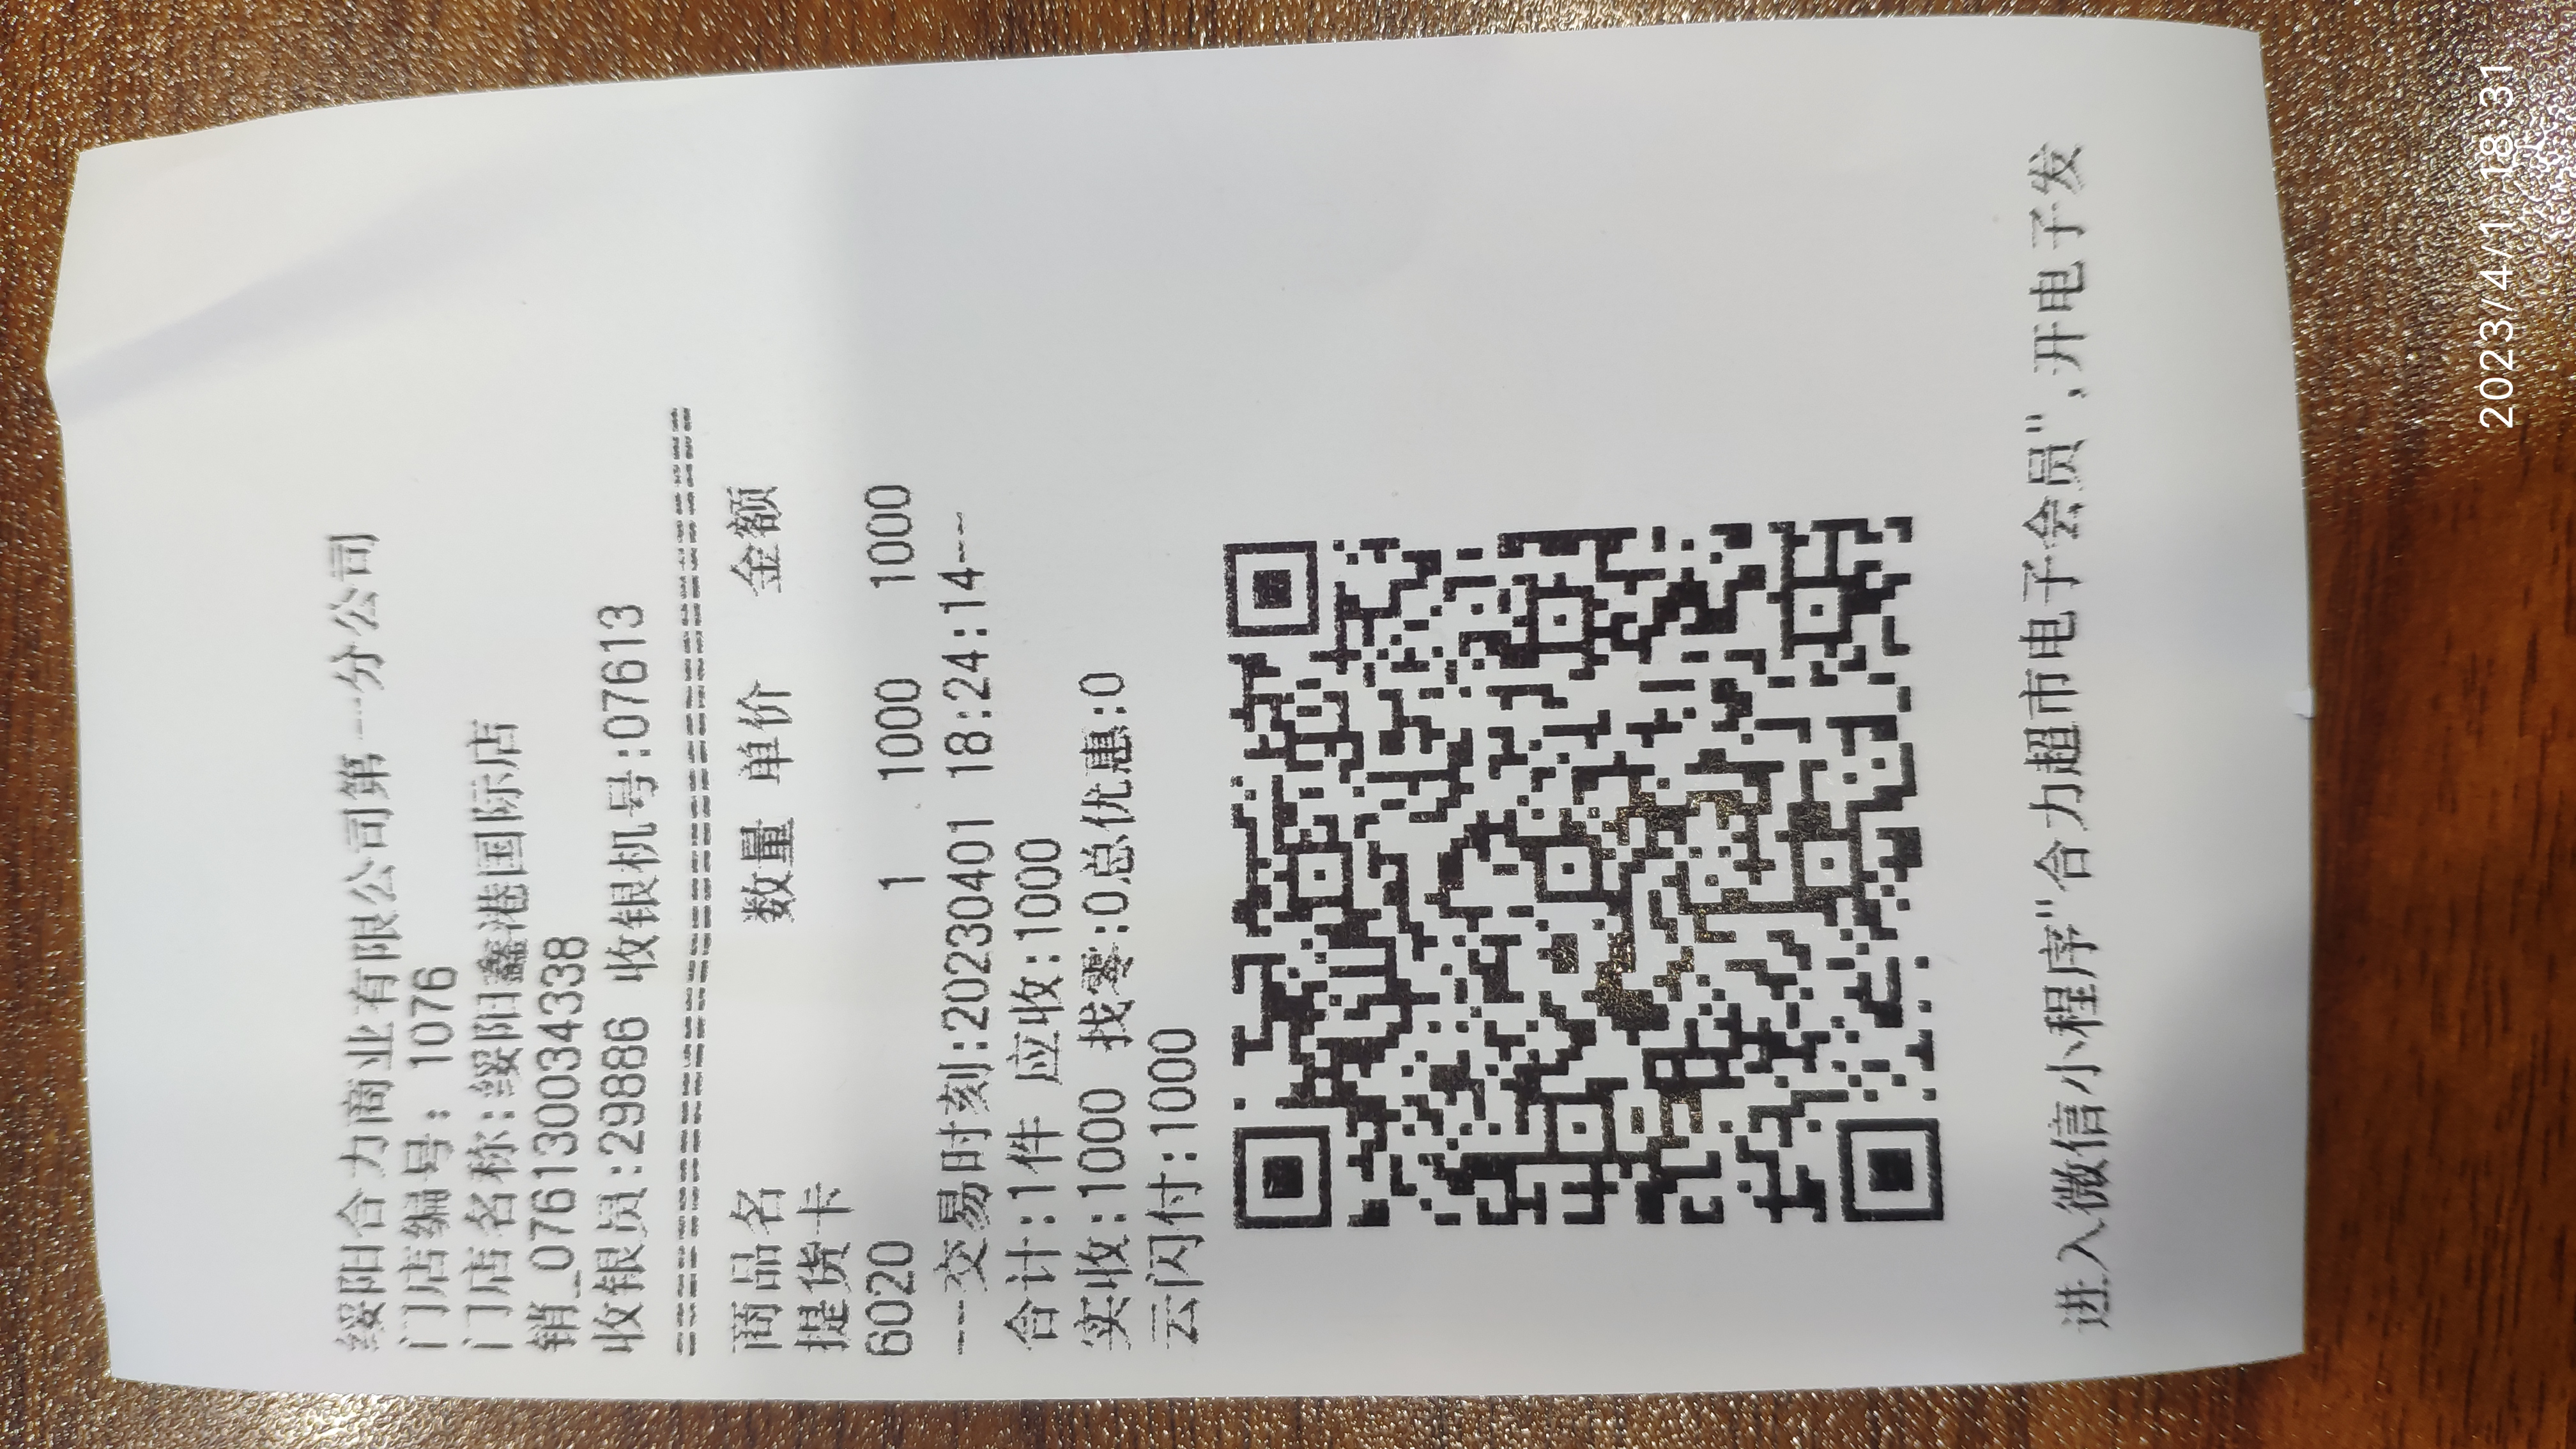 绥阳合力商业有限公司第一分公司
门店编号: 1076
门店名称:绥阳鑫港国际店
销_076130034338
收银员:29886 收银机号:07613
================================================
商品名 数量 单价 金额
提货卡
6020 1 1000 1000
---交易时刻:20230401 18:24:14---
合计:1件 应收:1000
实收:1000 找零:0总优惠:0
云闪付:1000
进入微信小程序"合力超市电子会员",开电子发
2023/4/1 18:31